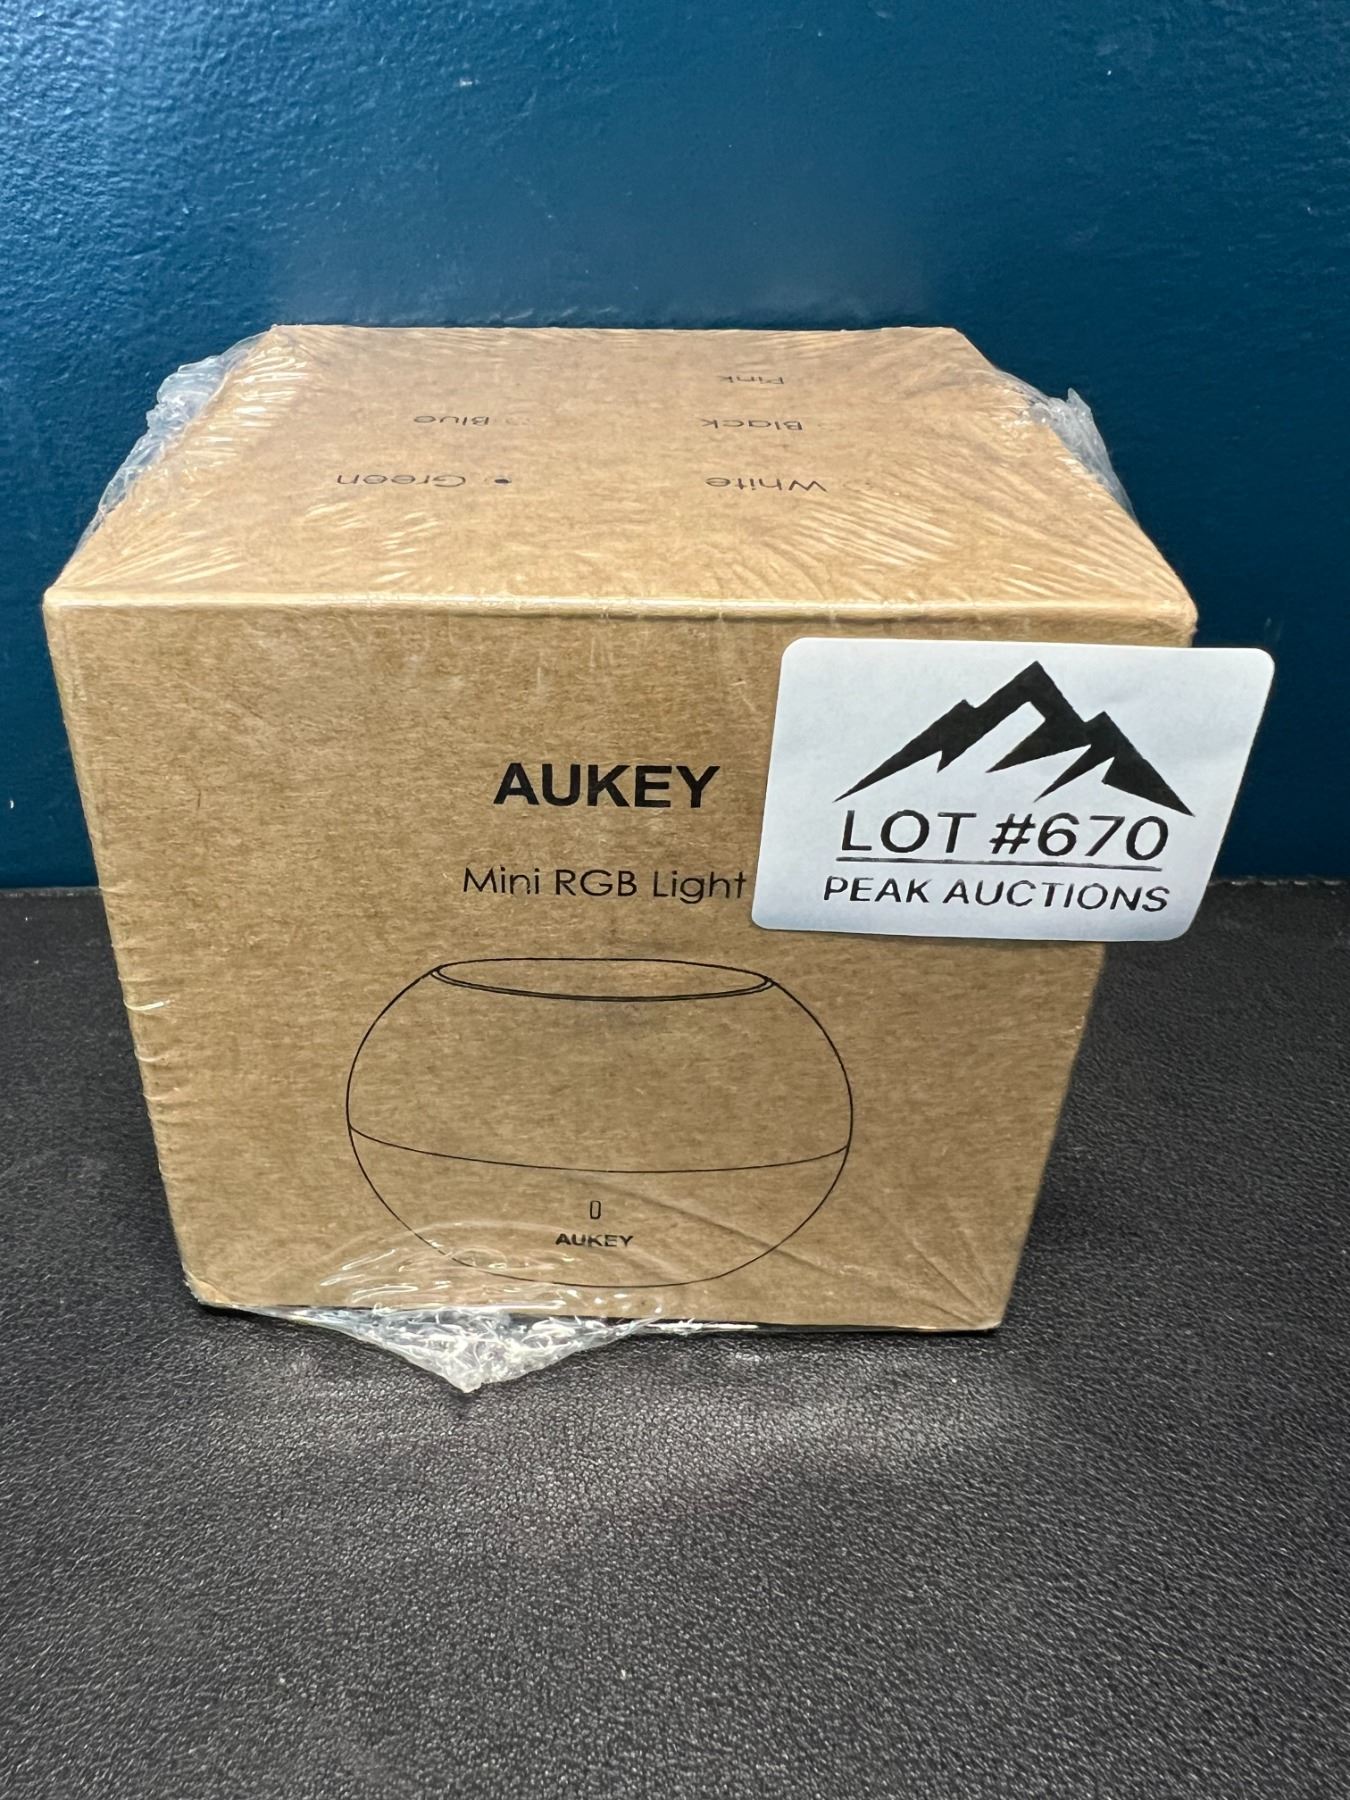 Pink
Black
Blue
White
Green
AUKEY
Mini RGB Light
AUKEY
LOT #670
PEAK AUCTIONS